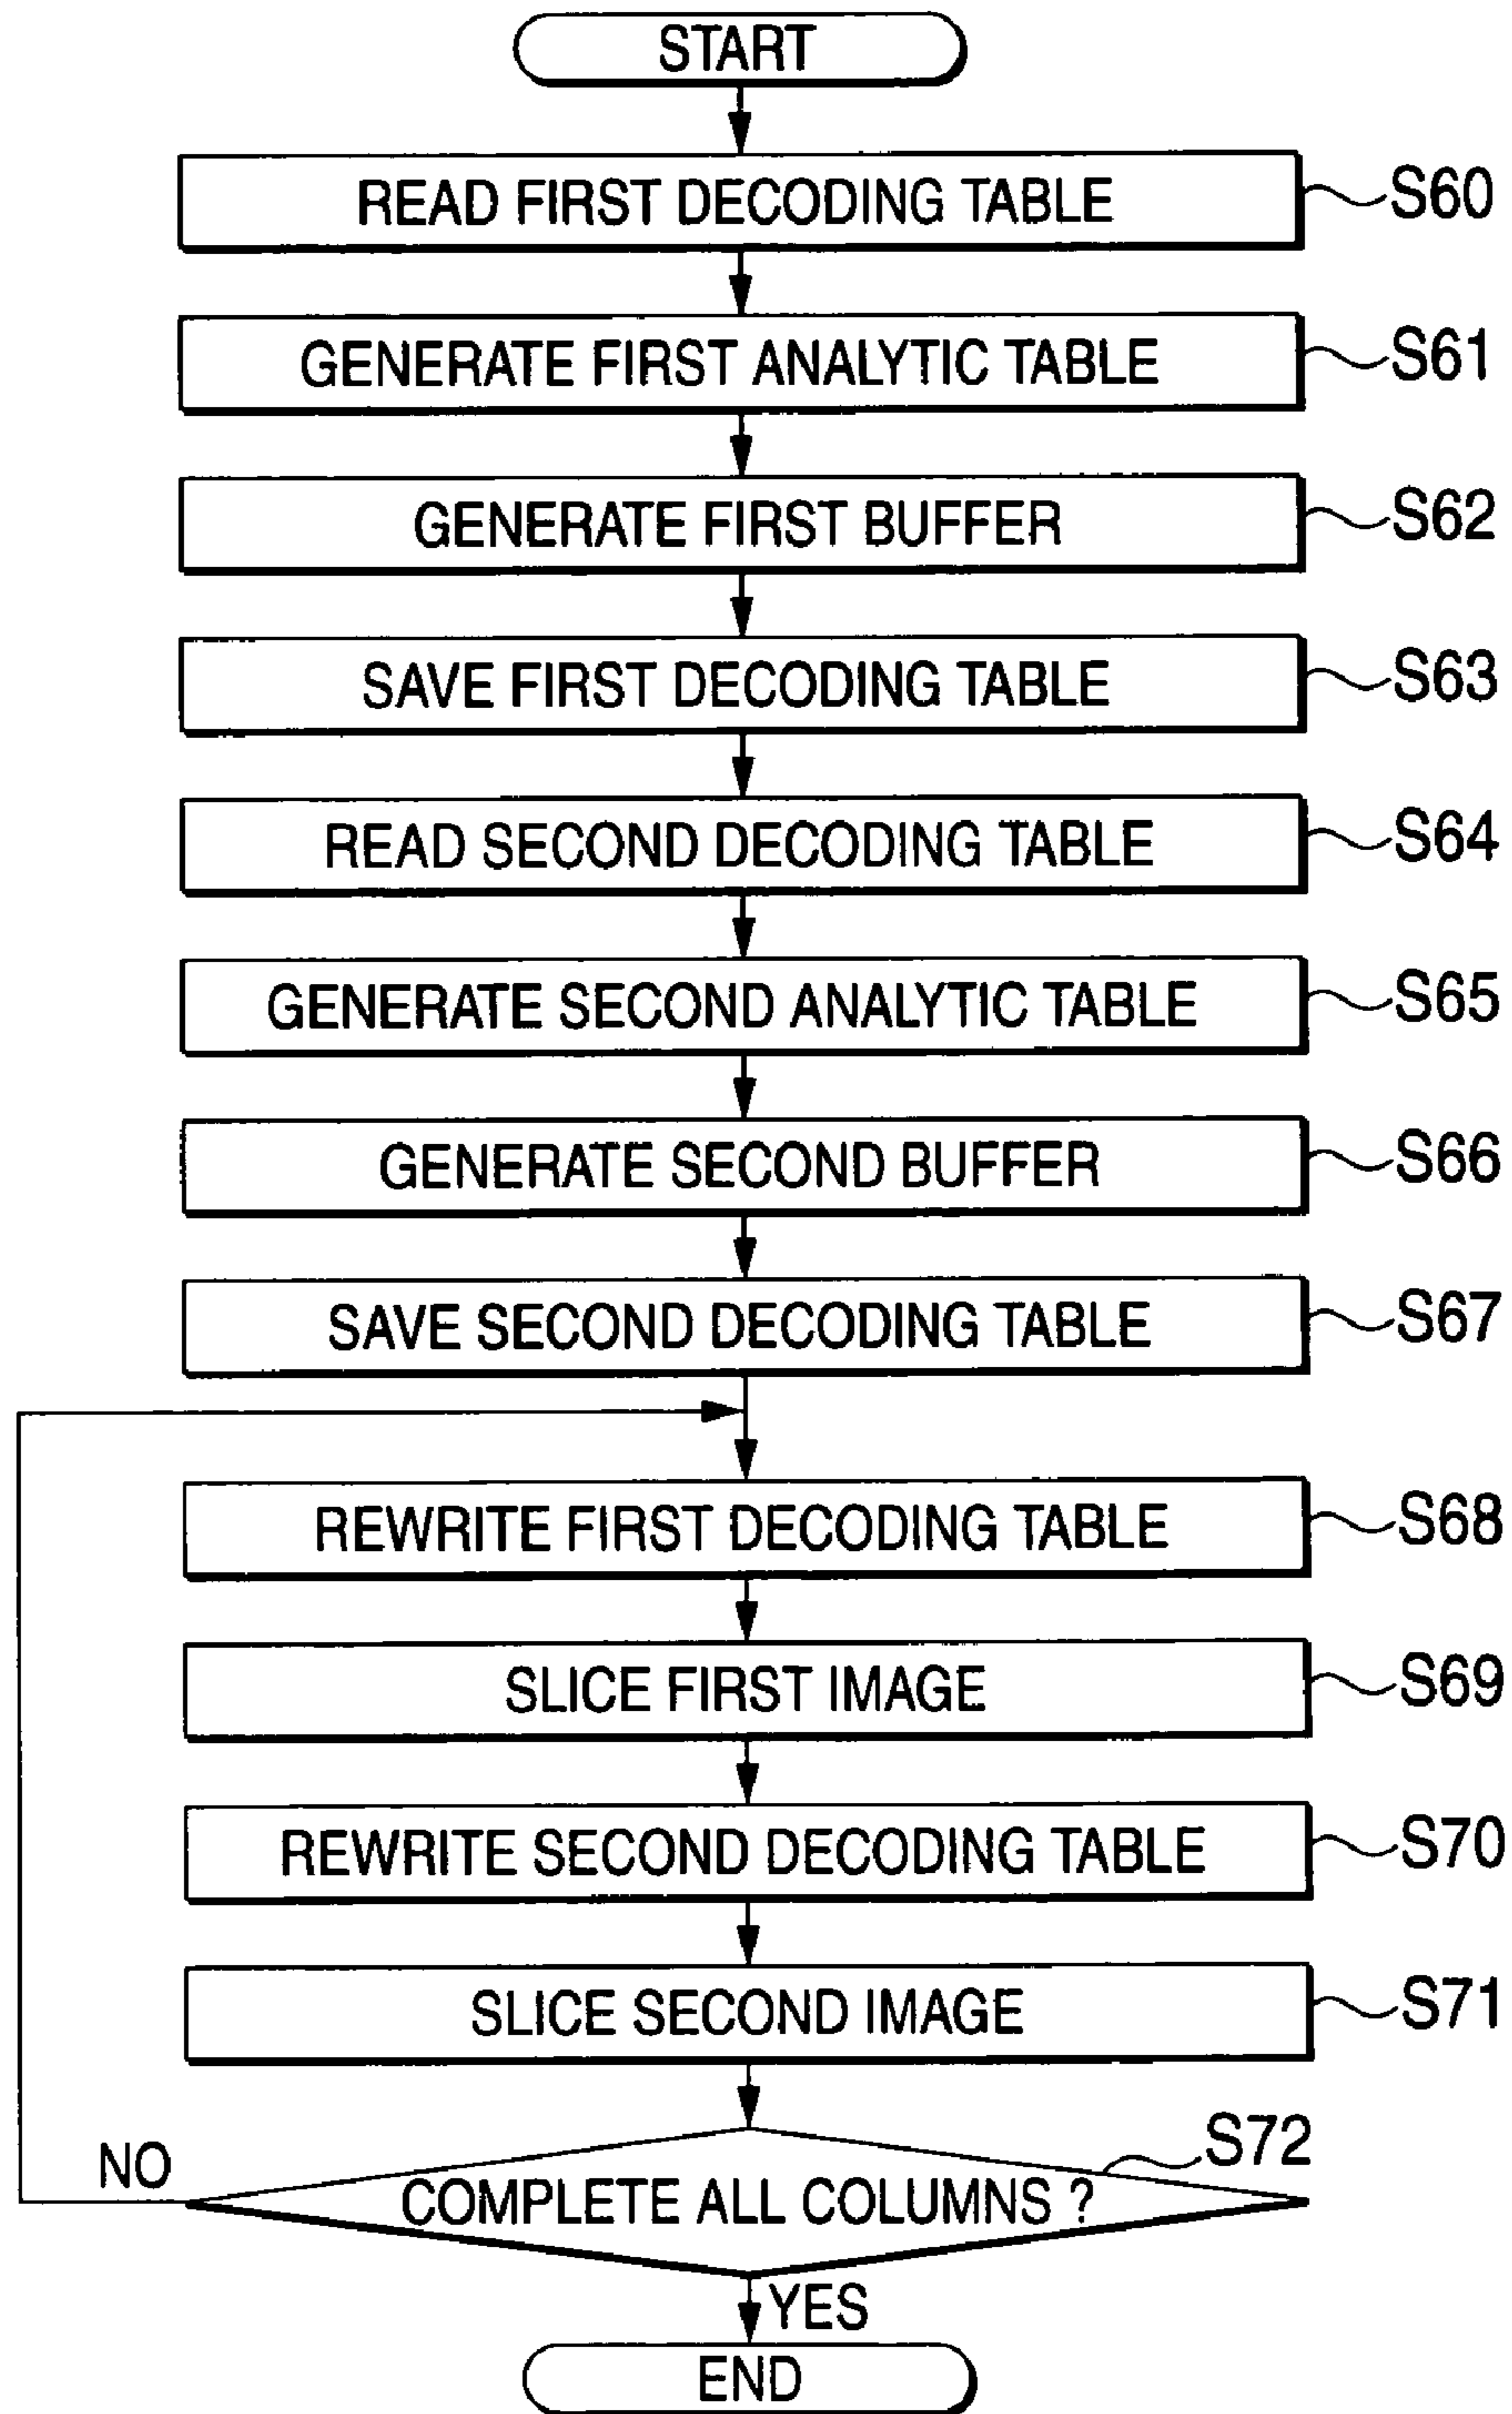 START
READ FIRST DECODING TABLE S60
GENERATE FIRST ANALYTIC TABLE S61
GENERATE FIRST BUFFER S62
SAVE FIRST DECODING TABLE S63
READ SECOND DECODING TABLE S64
GENERATE SECOND ANALYTIC TABLE S65
GENERATE SECOND BUFFER S66
SAVE SECOND DECODING TABLE S67
REWRITE FIRST DECODING TABLE S68
SLICE FIRST IMAGE S69
REWRITE SECOND DECODING TABLE S70
SLICE SECOND IMAGE S71
S72
NO
COMPLETE ALL COLUMNS ?
YES
END